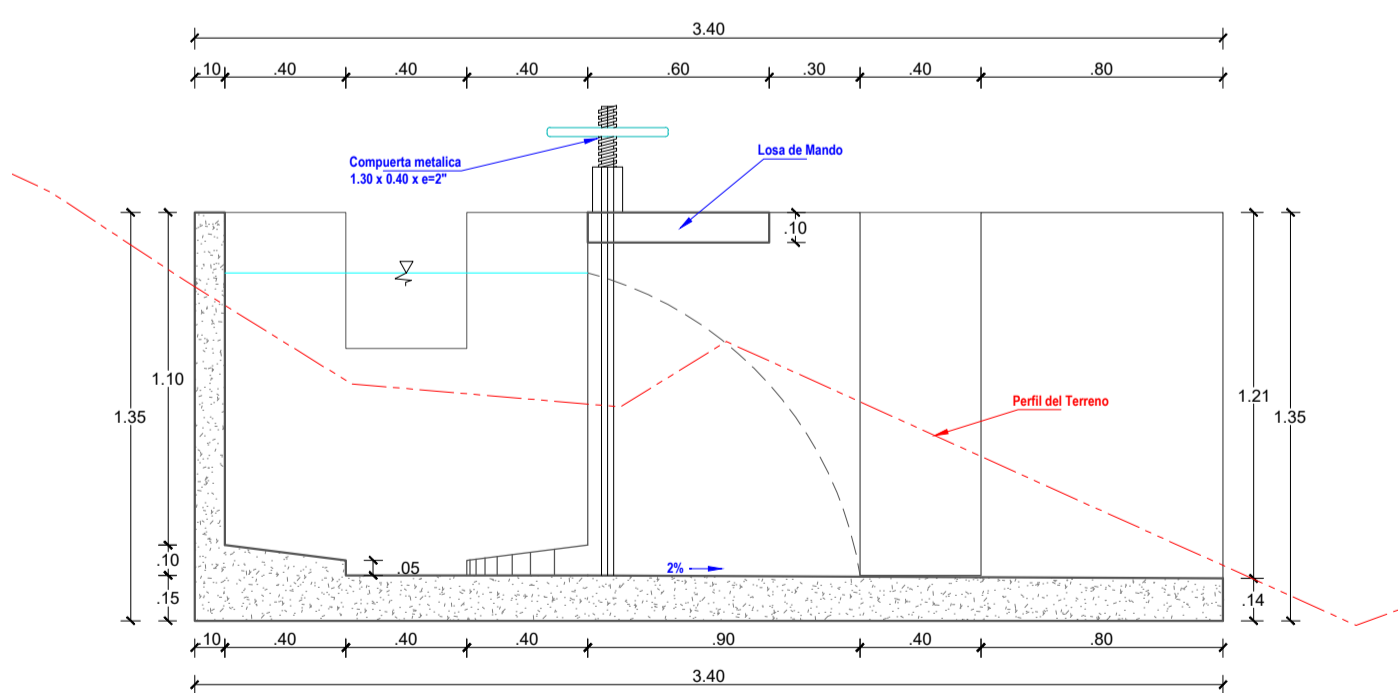 3.40
.10 .40 .40 .40 .60 .30 .40 .80
Compuerta metalica
1.30 x 0.40 x e=2"
Losa de Mando
.10
1.10
1.35
Perfil del Terreno
1.21
1.35
.10
.05
.15
2%
.14
.10 .40 .40 .40 .90 .40 .80
3.40